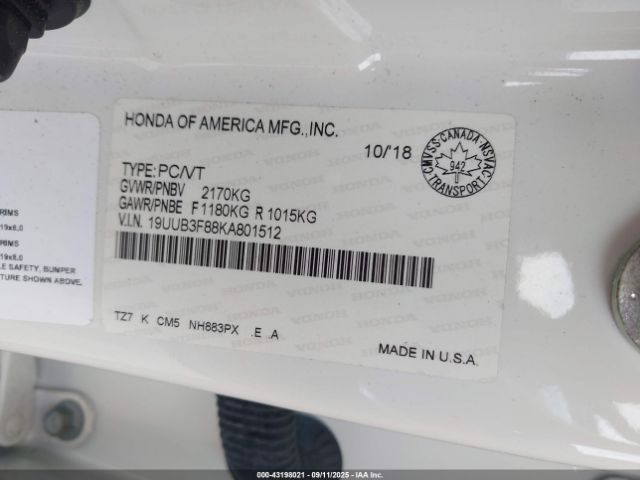 HONDA OF AMERICA MFG.,INC.
10/'18
CMVSS-CANADA-NSVAC
942
TRANSPORT
TYPE:PC/VT
GVWR/PNBV 2170KG
GAWR/PNBE F1180KG R1015KG
V.I.N. 19UUB3F88KA801512
TZ7 K CM5 NH883PX .E .A
MADE IN U.S.A.
RIMS
19x8.0
RIMS
19x8.0
LE SAFETY, BUMPER
TURE SHOWN ABOVE.
000-43198021 - 09/11/2025 - IAA Inc.